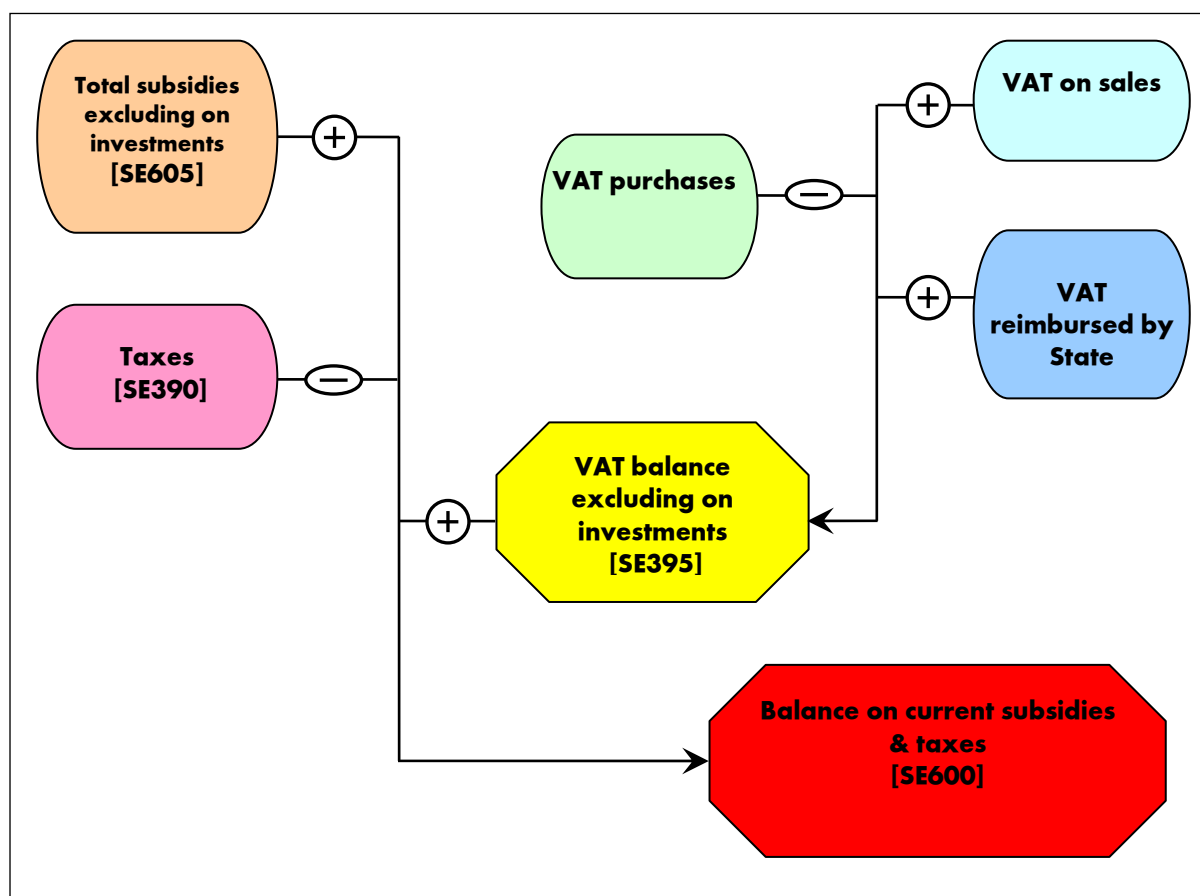 Total subsidies
excluding on
investments
[SE605]
+
VAT on sales
+
VAT purchases
−
VAT
reimbursed by
State
+
Taxes
[SE390]
−
VAT balance
excluding on
investments
[SE395]
+
Balance on current subsidies
& taxes
[SE600]